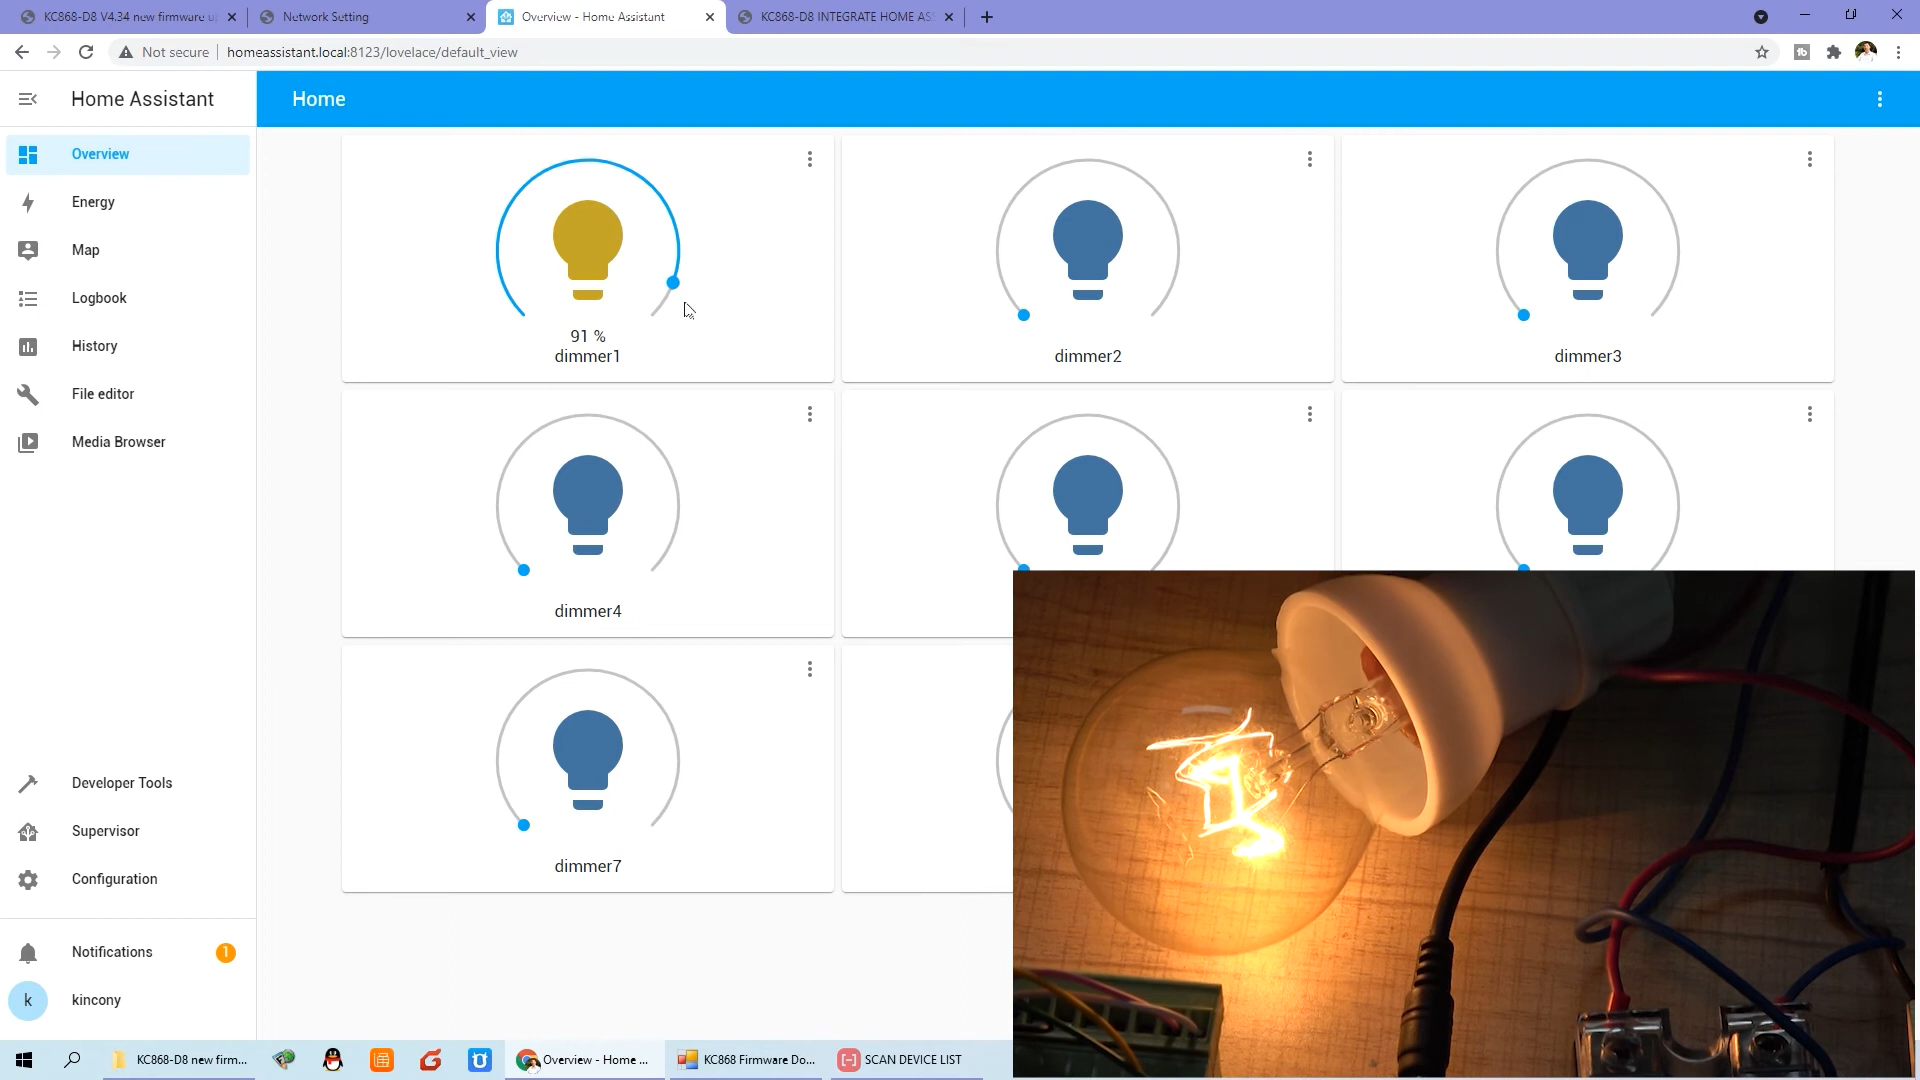 KC868-D8 V4.34 new firmware u
Network Setting
Overview - Home Assistant
KC868-D8 INTEGRATE HOME AS
Not secure
homeassistant.local:8123/lovelace/default_view
Home Assistant
Home
Overview
Energy
Map
Logbook
History
File editor
Media Browser
Developer Tools
Supervisor
Configuration
Notifications
1
k
kincony
91 %
dimmer1
dimmer2
dimmer3
dimmer4
dimmer7
KC868-D8 new firm...
Overview - Home ...
KC868 Firmware Do...
SCAN DEVICE LIST